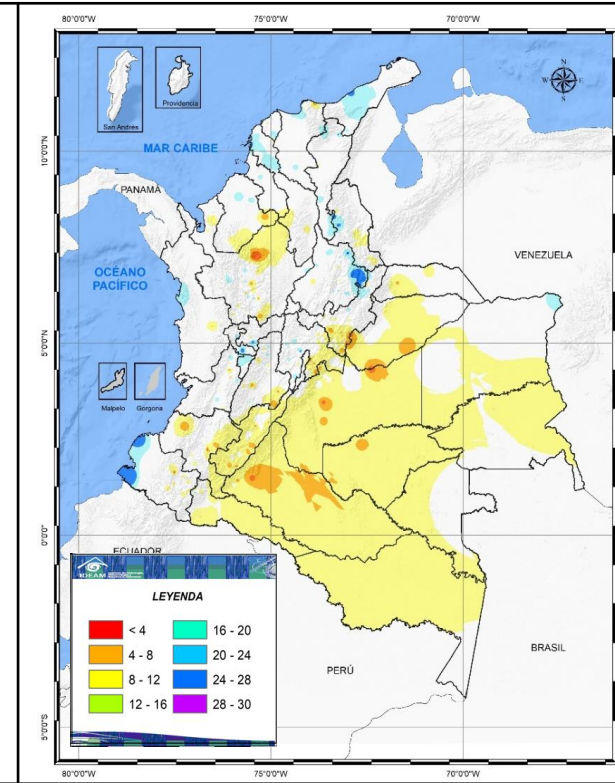 80°0'0"W 75°0'0"W 70°0'0"W
San Andrés
Providencia
N
W E
S
10°0'0"N
MAR CARIBE
PANAMÁ
VENEZUELA
OCÉANO
PACÍFICO
5°0'0"N
Malpelo
Gorgona
0°0'0"
ECUADOR
IDEAM
LEYENDA
< 4 16 - 20
4 - 8 20 - 24
8 - 12 24 - 28
12 - 16 28 - 30
BRASIL
PERÚ
5°0'0"S
80°0'0"W 75°0'0"W 70°0'0"W